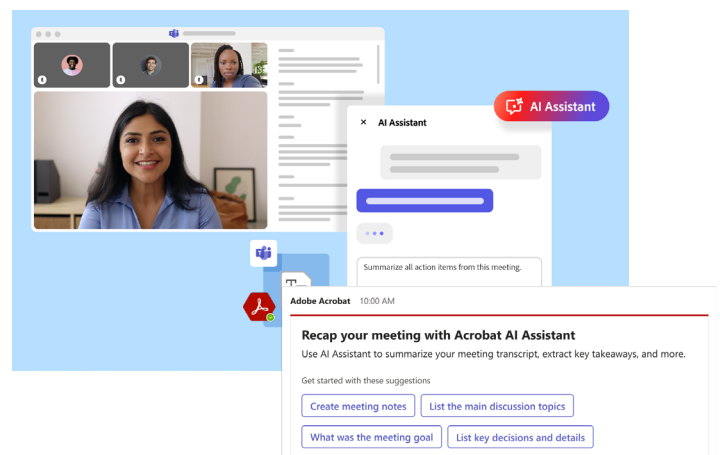 AI Assistant
× AI Assistant
Summarize all action items from this meeting.
Adobe Acrobat 10:00 AM
Recap your meeting with Acrobat AI Assistant
Use AI Assistant to summarize your meeting transcript, extract key takeaways, and more.
Get started with these suggestions
Create meeting notes
List the main discussion topics
What was the meeting goal
List key decisions and details